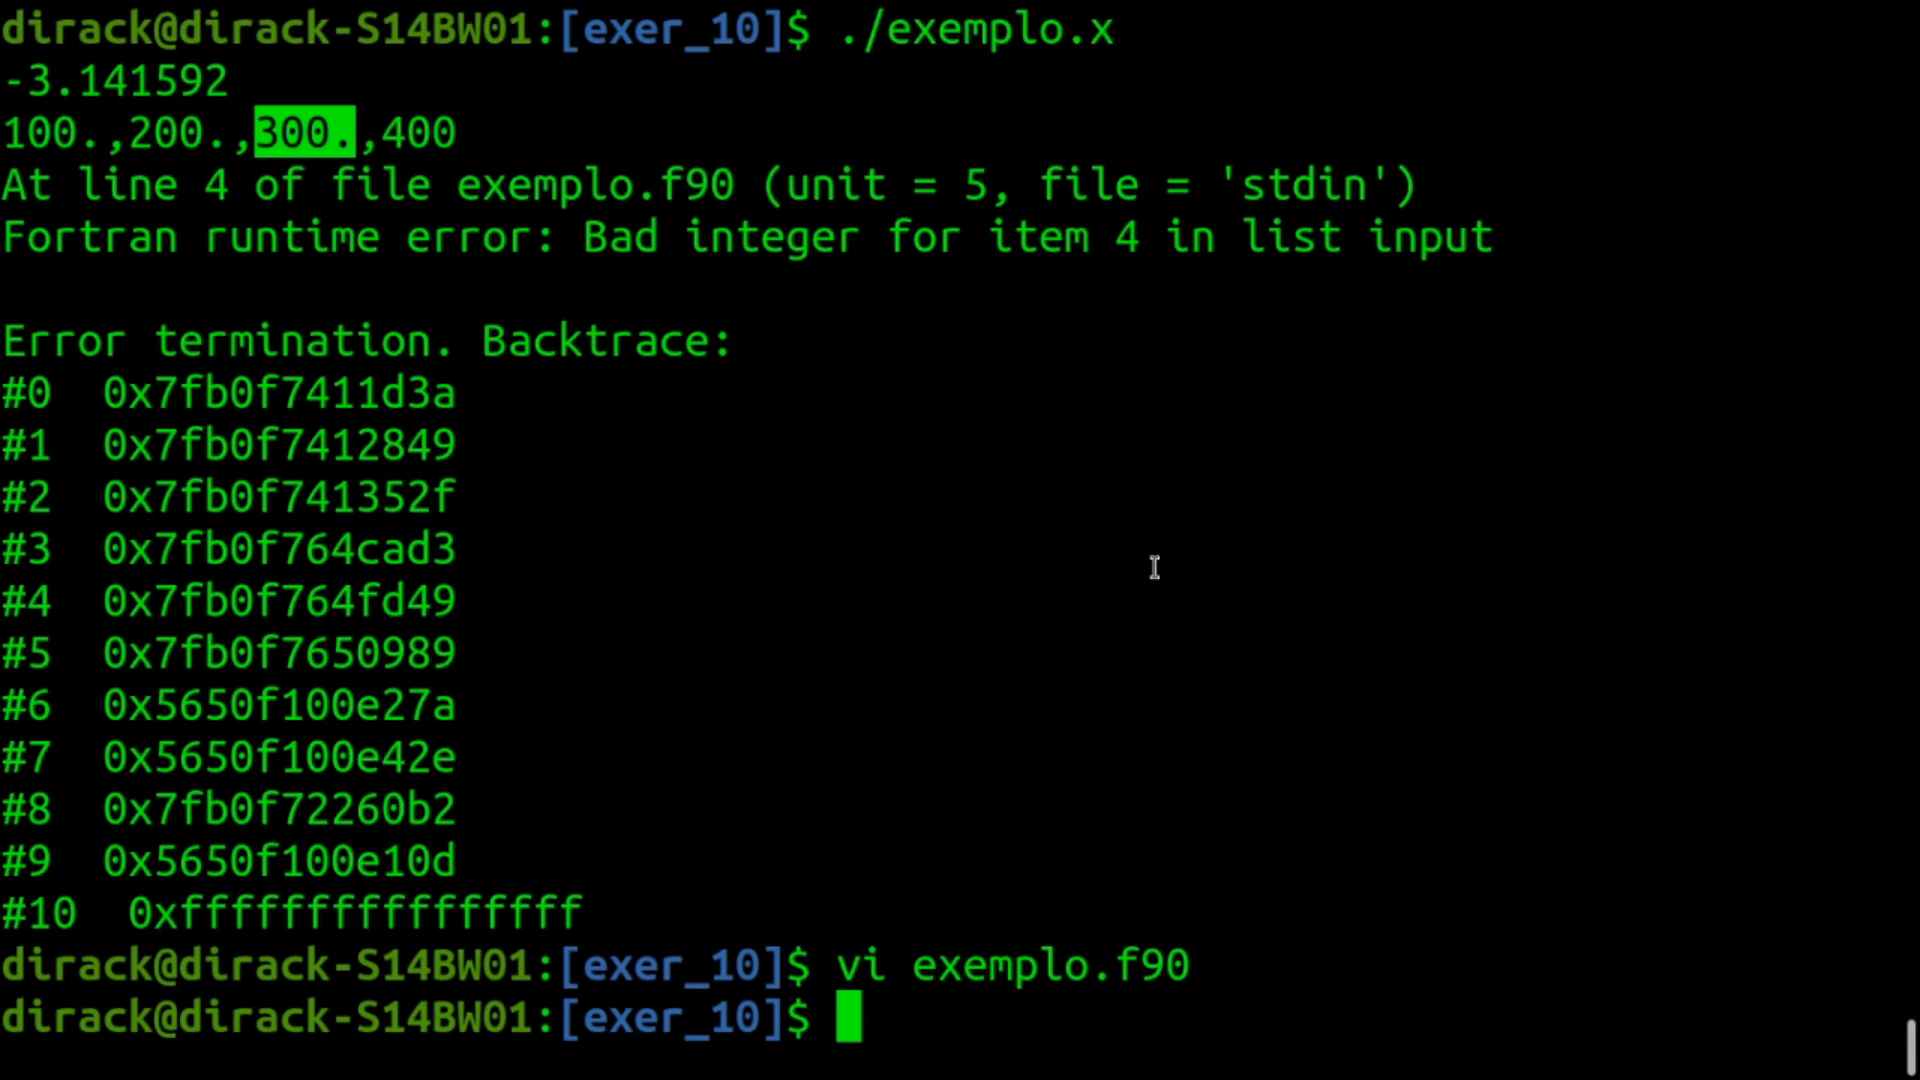 dirack@dirack-S14BW01:[exer_10]$ ./exemplo.x
-3.141592
100.,200.,300.,400
At line 4 of file exemplo.f90 (unit = 5, file = 'stdin')
Fortran runtime error: Bad integer for item 4 in list input
Error termination. Backtrace:
#0  0x7fb0f7411d3a
#1  0x7fb0f7412849
#2  0x7fb0f741352f
#3  0x7fb0f764cad3
#4  0x7fb0f764fd49
#5  0x7fb0f7650989
#6  0x5650f100e27a
#7  0x5650f100e42e
#8  0x7fb0f72260b2
#9  0x5650f100e10d
#10  0xffffffffffffffff
dirack@dirack-S14BW01:[exer_10]$ vi exemplo.f90
dirack@dirack-S14BW01:[exer_10]$